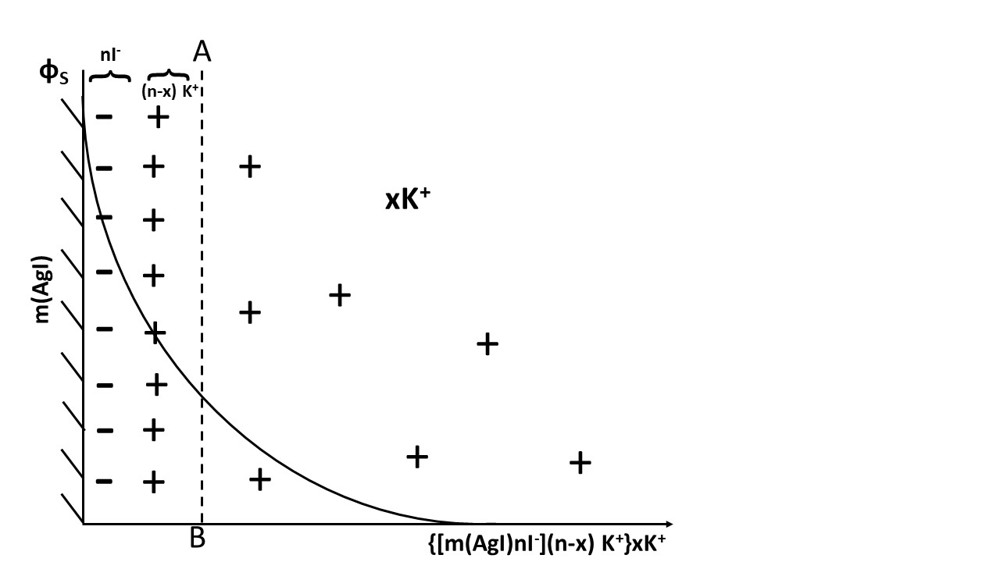 nI⁻
A
ϕS
(n-x) K⁺
xK⁺
m(AgI)
B
{[m(AgI)nI⁻](n-x) K⁺}xK⁺